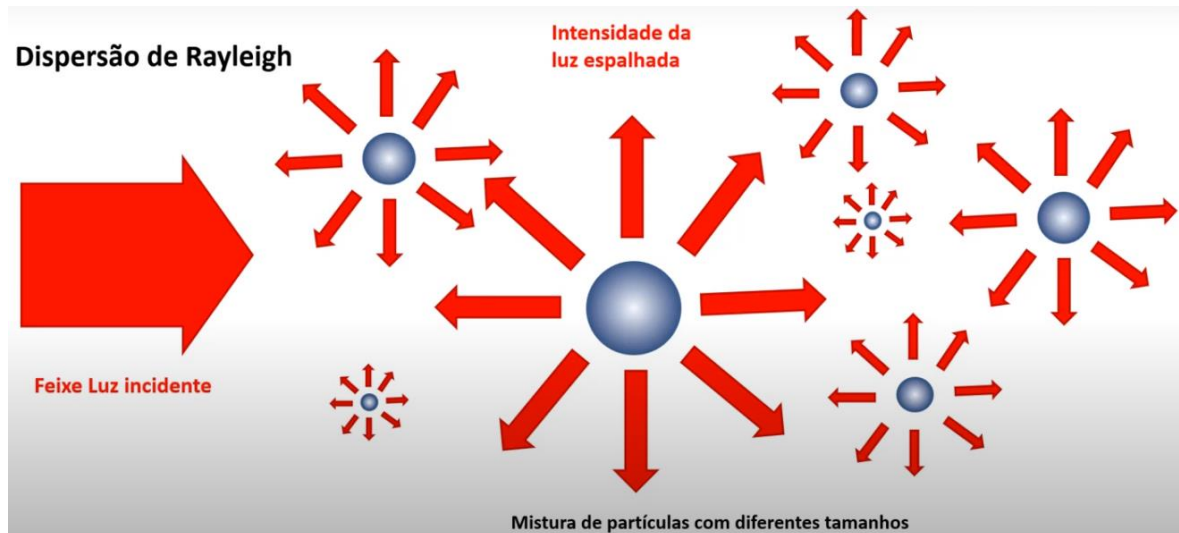 Dispersão de Rayleigh
Intensidade da
luz espalhada
Feixe Luz incidente
Mistura de partículas com diferentes tamanhos